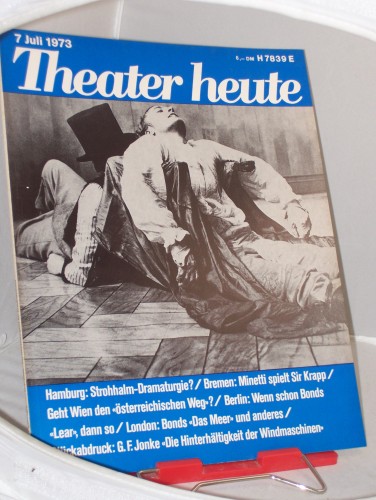 7 Juli 1973
6,– DM H 7839 E
Theater heute
Hamburg: Strohhalm-Dramaturgie? / Bremen: Minetti spielt Sir Krapp /
Geht Wien den «österreichischen Weg»? / Berlin: Wenn schon Bonds
«Lear», dann so / London: Bonds «Das Meer» und anderes /
G. F. Jonke «Die Hinterhältigkeit der Windmaschinen»